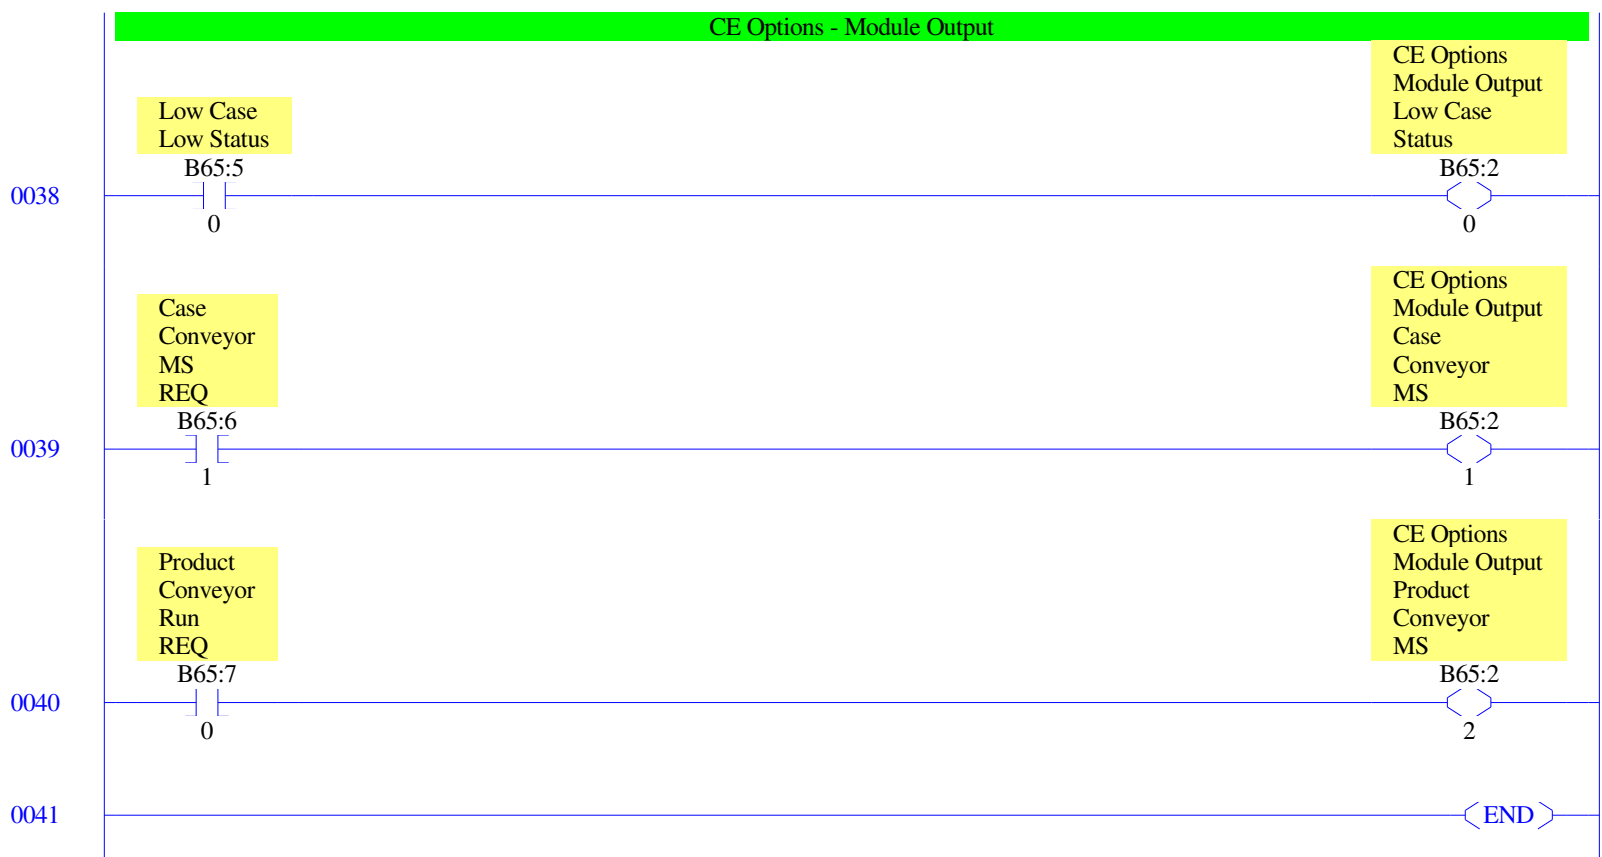 CE Options - Module Output
CE Options
Module Output
Low Case
Status
Low Case
Low Status
B65:5
B65:2
0038
0
0
CE Options
Module Output
Case
Conveyor
MS
Case
Conveyor
MS
REQ
B65:6
B65:2
0039
1
1
CE Options
Module Output
Product
Conveyor
MS
Product
Conveyor
Run
REQ
B65:7
B65:2
0040
0
2
0041
END